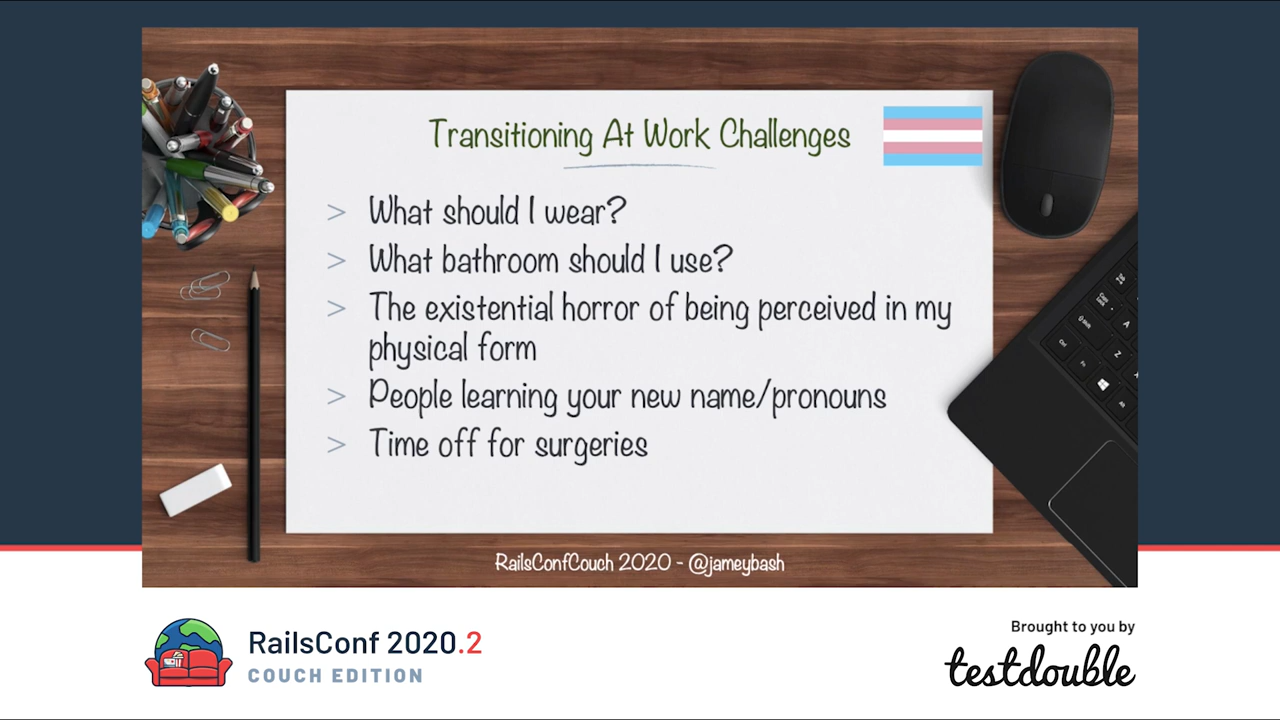 Transitioning At Work Challenges
> What should I wear?
> What bathroom should I use?
> The existential horror of being perceived in my
physical form
> People learning your new name/pronouns
> Time off for surgeries
RailsConfCouch 2020 - @jameybash
RailsConf 2020.2
COUCH EDITION
Brought to you by
testdouble